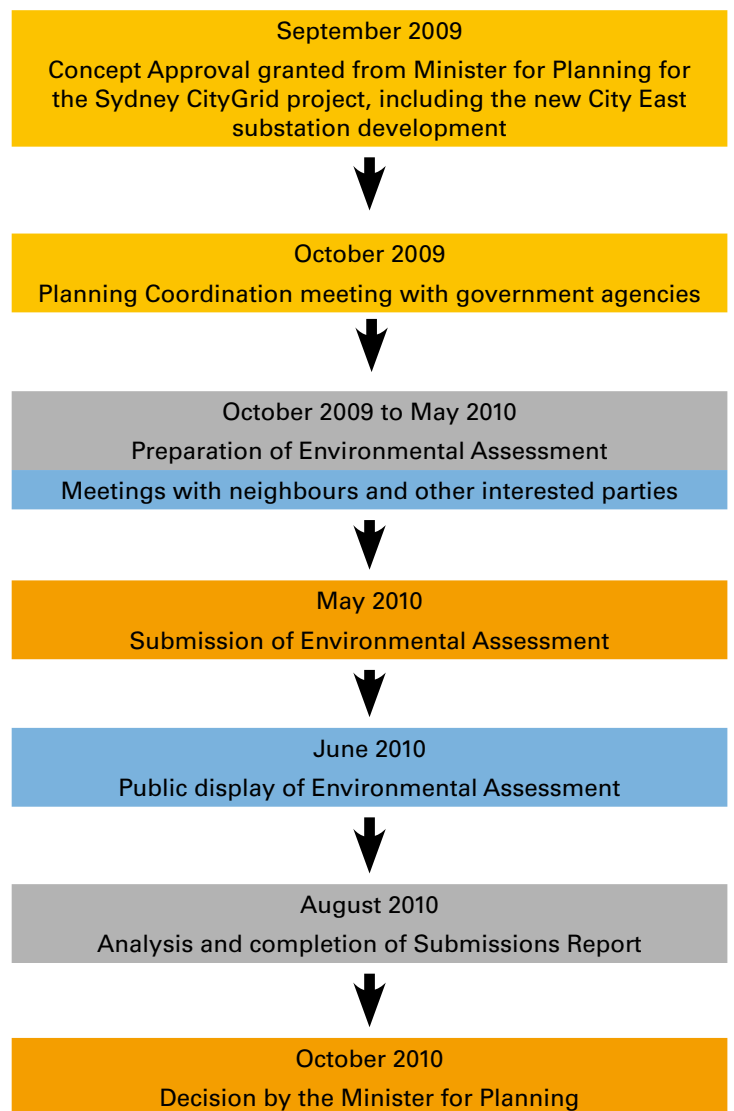 September 2009
Concept Approval granted from Minister for Planning for
the Sydney CityGrid project, including the new City East
substation development
October 2009
Planning Coordination meeting with government agencies
October 2009 to May 2010
Preparation of Environmental Assessment
Meetings with neighbours and other interested parties
May 2010
Submission of Environmental Assessment
June 2010
Public display of Environmental Assessment
August 2010
Analysis and completion of Submissions Report
October 2010
Decision by the Minister for Planning